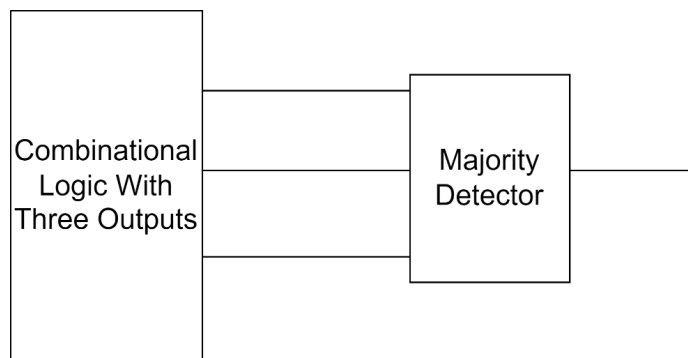 Combinational
Logic With
Three Outputs
Majority
Detector